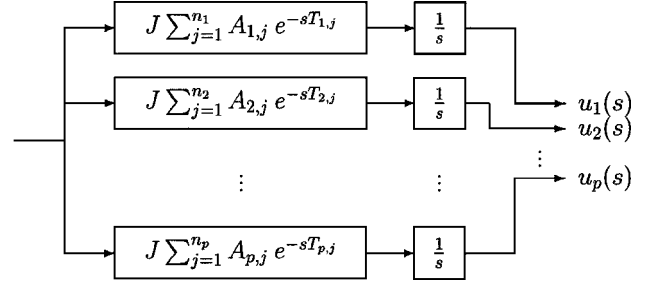 J ∑_{j=1}^{n_1} A_{1,j} e^{-sT_{1,j}}
1/s
J ∑_{j=1}^{n_2} A_{2,j} e^{-sT_{2,j}}
1/s
u_1(s)
u_2(s)
⋮
u_p(s)
⋮ ⋮
J ∑_{j=1}^{n_p} A_{p,j} e^{-sT_{p,j}}
1/s